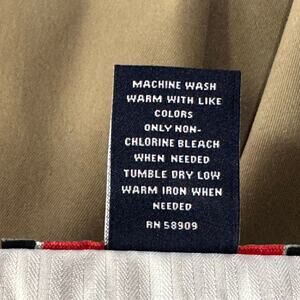 MACHINE WASH
WARM WITH LIKE
COLORS
ONLY NON-
CHLORINE BLEACH
WHEN NEEDED
TUMBLE DRY LOW
WARM IRON WHEN
NEEDED
RN 58909